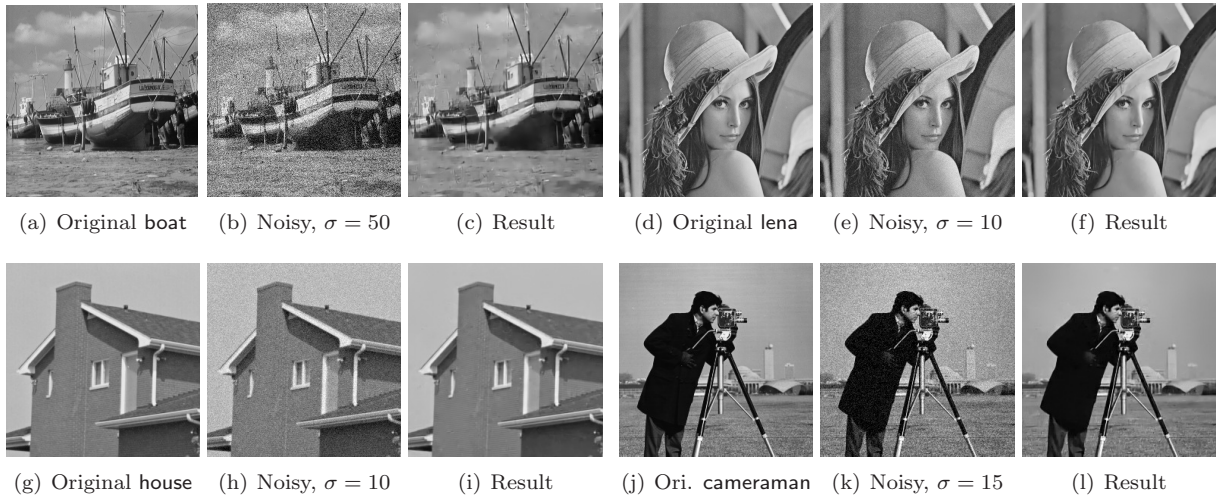 (a) Original boat (b) Noisy, σ = 50 (c) Result (d) Original lena (e) Noisy, σ = 10 (f) Result
(g) Original house (h) Noisy, σ = 10 (i) Result (j) Ori. cameraman (k) Noisy, σ = 15 (l) Result